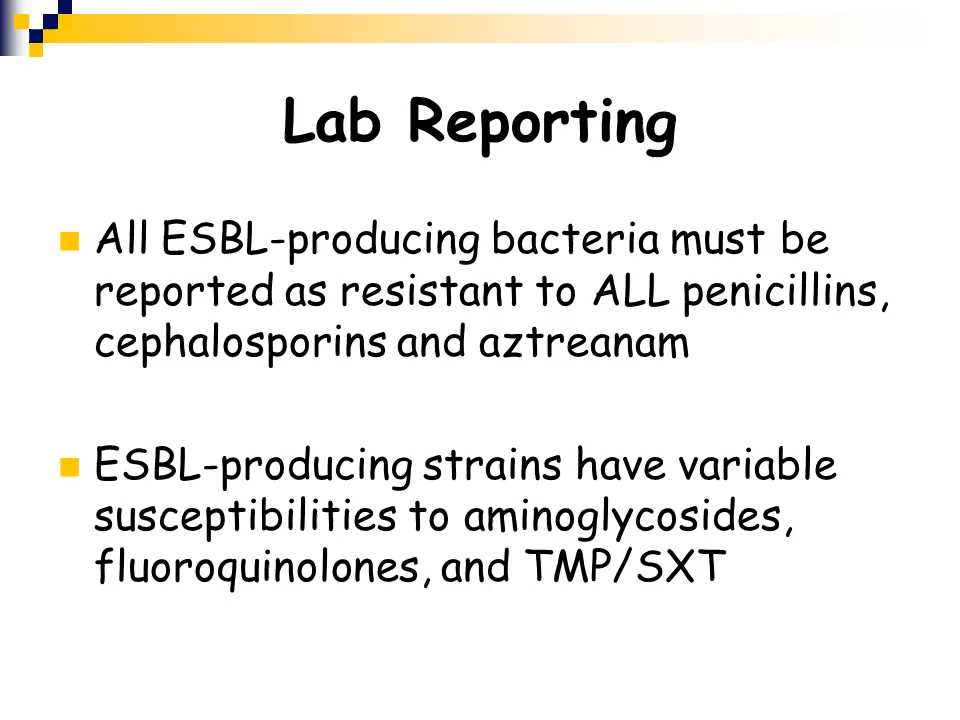 Lab Reporting
All ESBL-producing bacteria must be
reported as resistant to ALL penicillins,
cephalosporins and aztreanam
ESBL-producing strains have variable
susceptibilities to aminoglycosides,
fluoroquinolones, and TMP/SXT